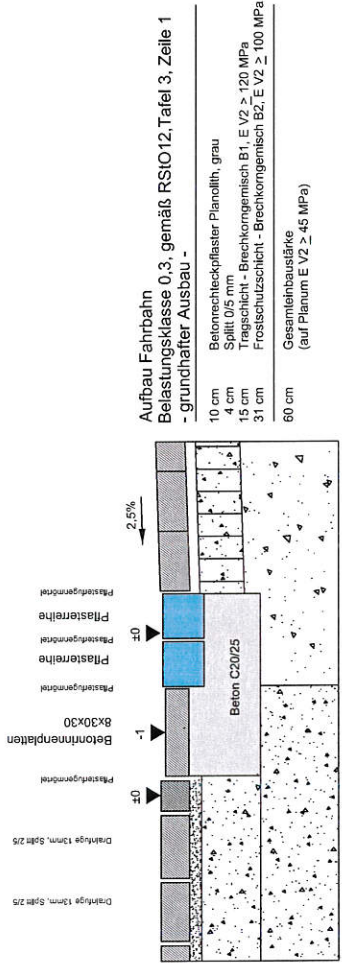 Aufbau Fahrbahn
Belastungsklasse 0,3, gemäß RStO12,Tafel 3, Zeile 1
- grundhafter Ausbau -
10 cm Betonrechteckpflaster Planolith, grau
4 cm Splitt 0/5 mm
15 cm Tragschicht - Brechkorngemisch B1, E V2 ≥ 120 MPa
31 cm Frostschutzschicht - Brechkorngemisch B2, E V2 ≥ 100 MPa
60 cm Gesamteinbaustärke
(auf Planum E V2 ≥ 45 MPa)
2,5%
Pflasterfugenmörtel
Pflasterreihe
±0
Pflasterfugenmörtel
Pflasterreihe
Pflasterfugenmörtel
Betonrinnenplatten
8x30x30
-1
Pflasterfugenmörtel
±0
Drainfuge 13mm, Splitt 2/5
Drainfuge 13mm, Splitt 2/5
Beton C20/25